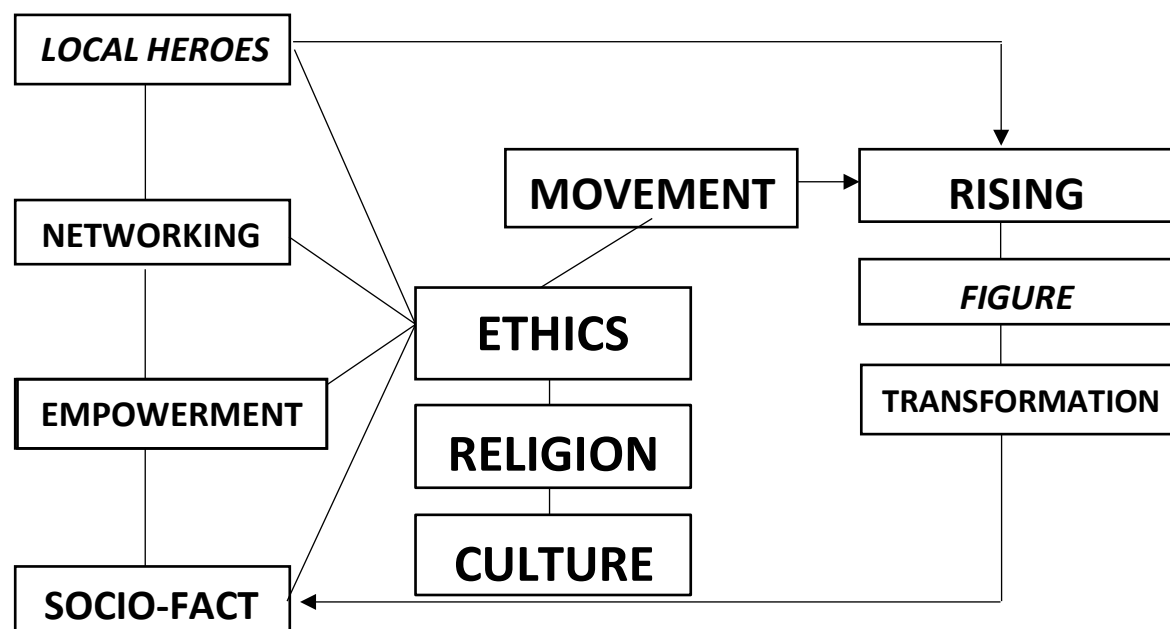 LOCAL HEROES
MOVEMENT
RISING
NETWORKING
FIGURE
ETHICS
TRANSFORMATION
EMPOWERMENT
RELIGION
CULTURE
SOCIO-FACT